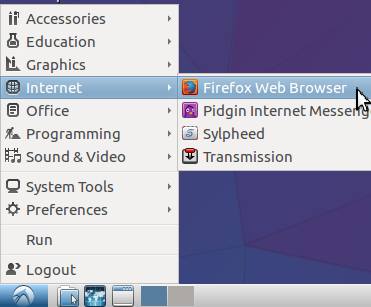 Accessories
Education
Graphics
Internet
Office
Programming
Sound & Video
System Tools
Preferences
Run
Logout
Firefox Web Browser
Pidgin Internet
Sylpheed
Transmission